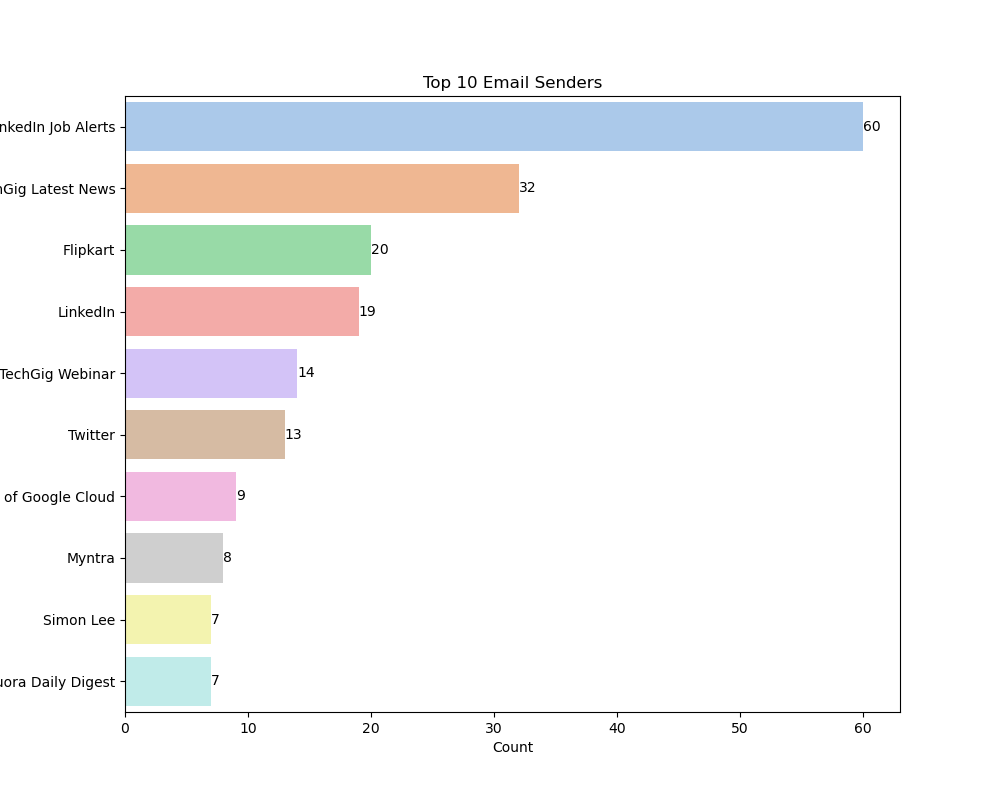 Top 10 Email Senders
nkedIn Job Alerts 60
Gig Latest News 32
Flipkart 20
LinkedIn 19
TechGig Webinar 14
Twitter 13
of Google Cloud 9
Myntra 8
Simon Lee 7
uora Daily Digest 7
0 10 20 30 40 50 60
Count